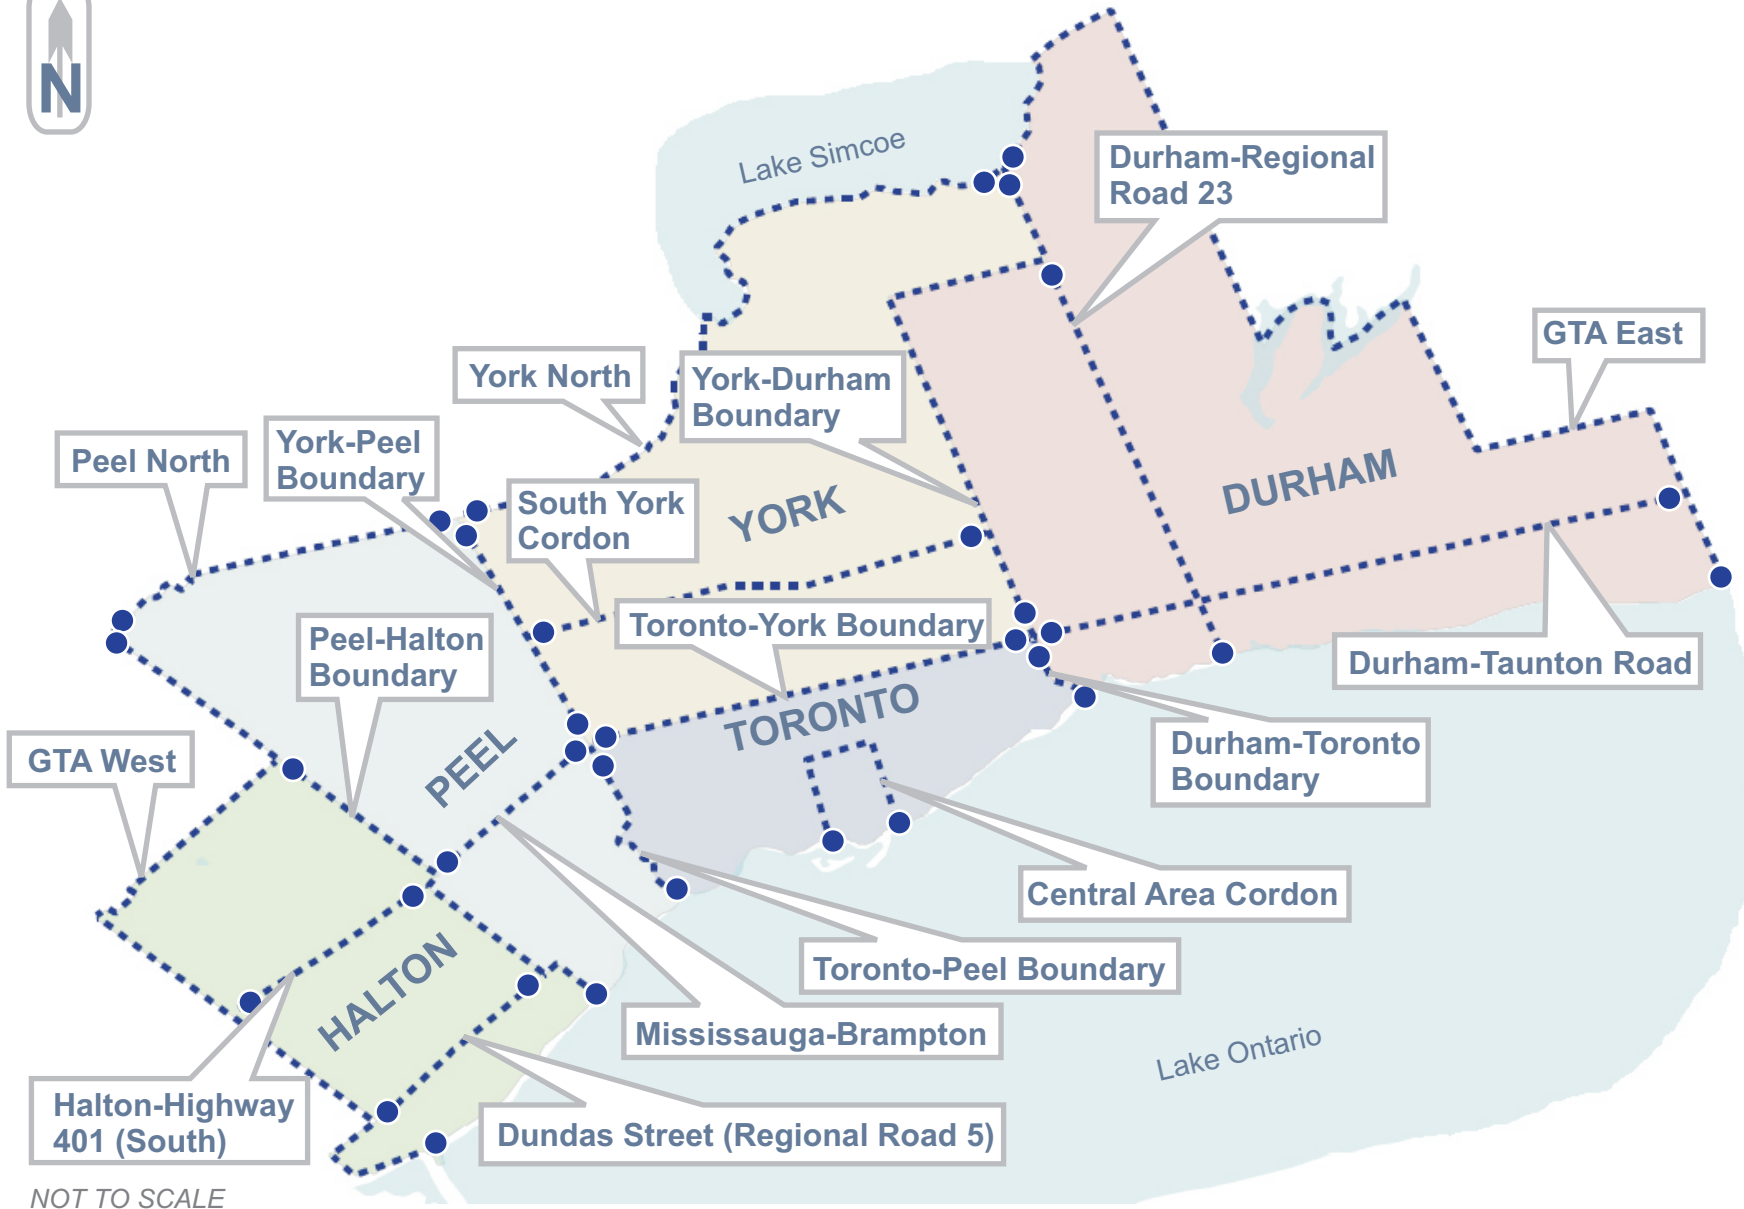 N
Lake Simcoe
Durham-Regional
Road 23
GTA East
York North
York-Durham
Boundary
York-Peel
Boundary
Peel North
South York
Cordon
YORK
DURHAM
Peel-Halton
Boundary
Toronto-York Boundary
Durham-Taunton Road
TORONTO
GTA West
PEEL
Durham-Toronto
Boundary
Central Area Cordon
HALTON
Toronto-Peel Boundary
Mississauga-Brampton
Lake Ontario
Halton-Highway
401 (South)
Dundas Street (Regional Road 5)
NOT TO SCALE